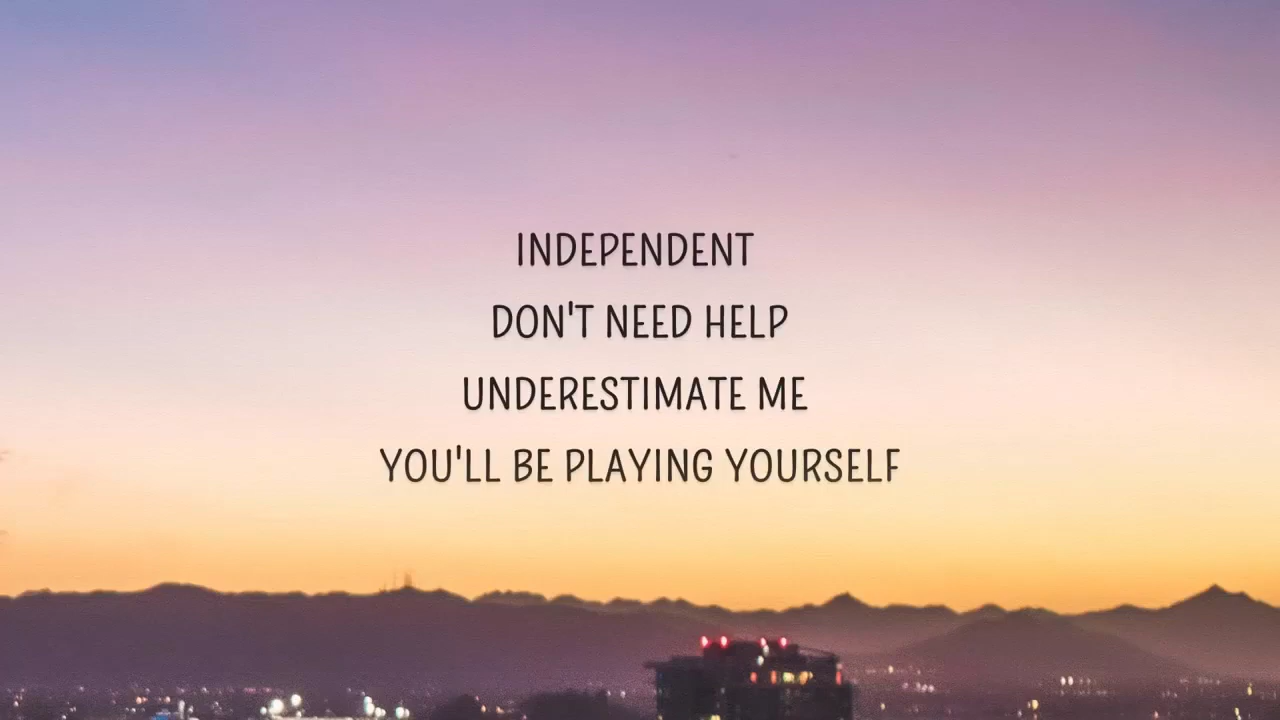 INDEPENDENT
DON'T NEED HELP
UNDERESTIMATE ME
YOU'LL BE PLAYING YOURSELF